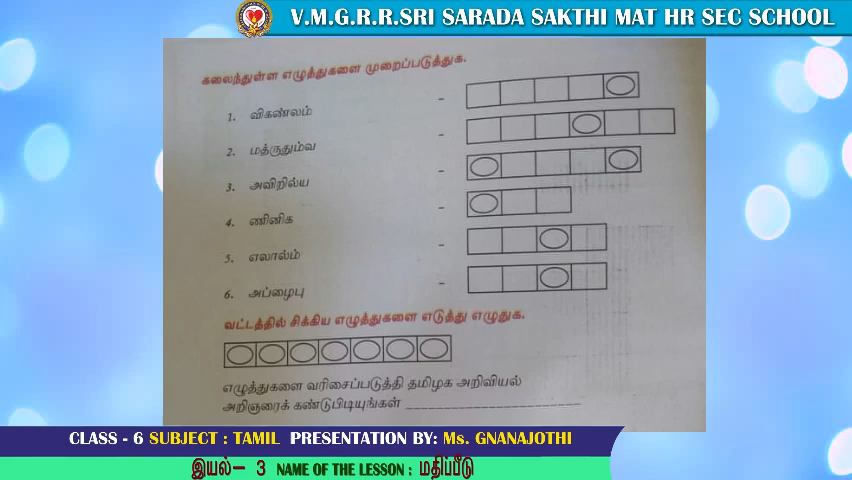 V.M.G.R.R.SRI SARADA SAKTHI MAT HR SEC SCHOOL
கலைந்துள்ள எழுத்துகளை முறைப்படுத்துக.
1. விகண்லம் -
2. மத்ருதும்வ -
3. அவிறில்ய -
4. ணினிக -
5. எலால்ம் -
6. அப்ழைபு -
வட்டத்தில் சிக்கிய எழுத்துகளை எடுத்து எழுதுக.
எழுத்துகளை வரிசைப்படுத்தி தமிழக அறிவியல்
அறிஞரைக் கண்டுபிடியுங்கள்
CLASS - 6 SUBJECT : TAMIL PRESENTATION BY: Ms. GNANAJOTHI
இயல்– 3 NAME OF THE LESSON : மதிப்பீடு